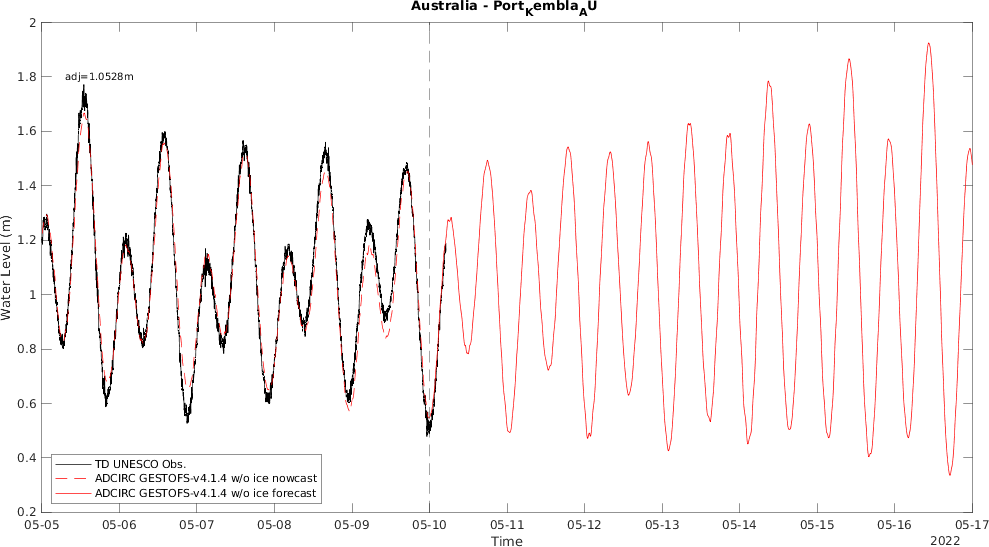 Australia - PortKemblaAU
adj=1.0528m
Water Level (m)
2
1.8
1.6
1.4
1.2
1
0.8
0.6
0.4
0.2
TD UNESCO Obs.
ADCIRC GESTOFS-v4.1.4 w/o ice nowcast
ADCIRC GESTOFS-v4.1.4 w/o ice forecast
05-05 05-06 05-07 05-08 05-09 05-10 05-11 05-12 05-13 05-14 05-15 05-16 05-17
Time
2022